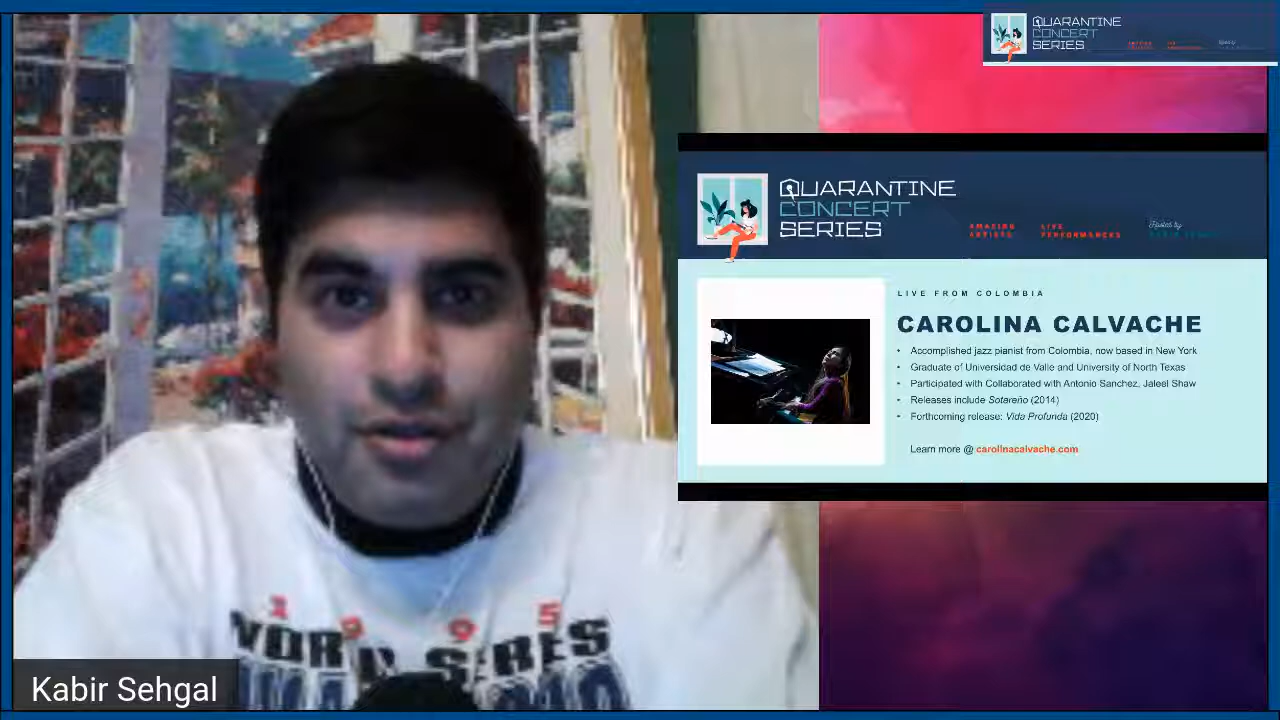 QUARANTINE
CONCERT
SERIES
QUARANTINE
CONCERT
SERIES
AMAZING
ARTISTS
LIVE
PERFORMANCES
Hosted by
LIVE FROM COLOMBIA
CAROLINA CALVACHE
• Accomplished jazz pianist from Colombia, now based in New York
• Graduate of Universidad de Valle and University of North Texas
• Participated with Collaborated with Antonio Sanchez, Jaleel Shaw
• Releases include Sotareño (2014)
• Forthcoming release: Vida Profunda (2020)
Learn more @ carolinacalvache.com
1995
WORLD SERIES
Kabir Sehgal